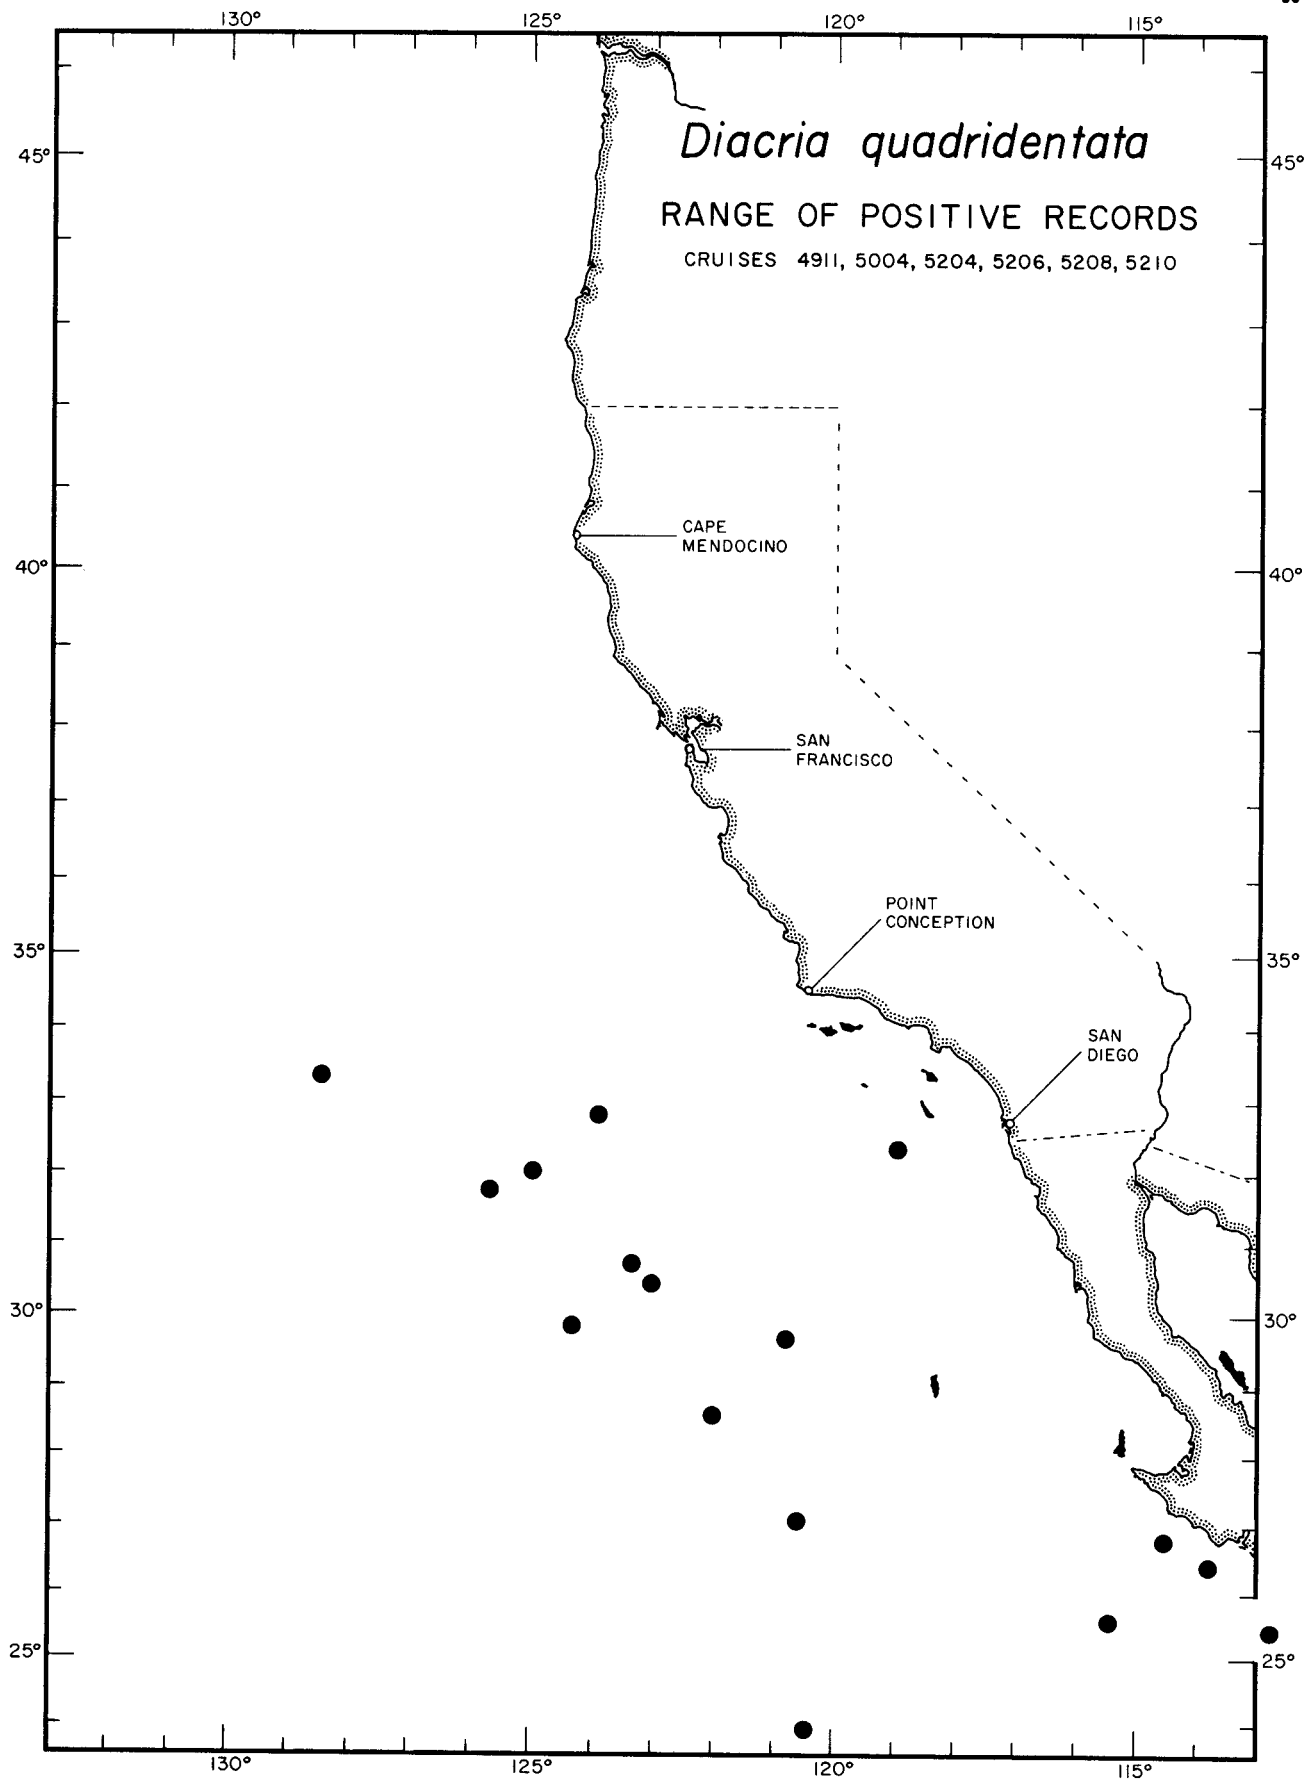 130° 125° 120° 115°
Diacria quadridentata
RANGE OF POSITIVE RECORDS
CRUISES 4911, 5004, 5204, 5206, 5208, 5210
45° 45°
CAPE
MENDOCINO
40° 40°
SAN
FRANCISCO
POINT
CONCEPTION
35° 35°
SAN
DIEGO
30° 30°
25° 25°
130° 125° 120° 115°